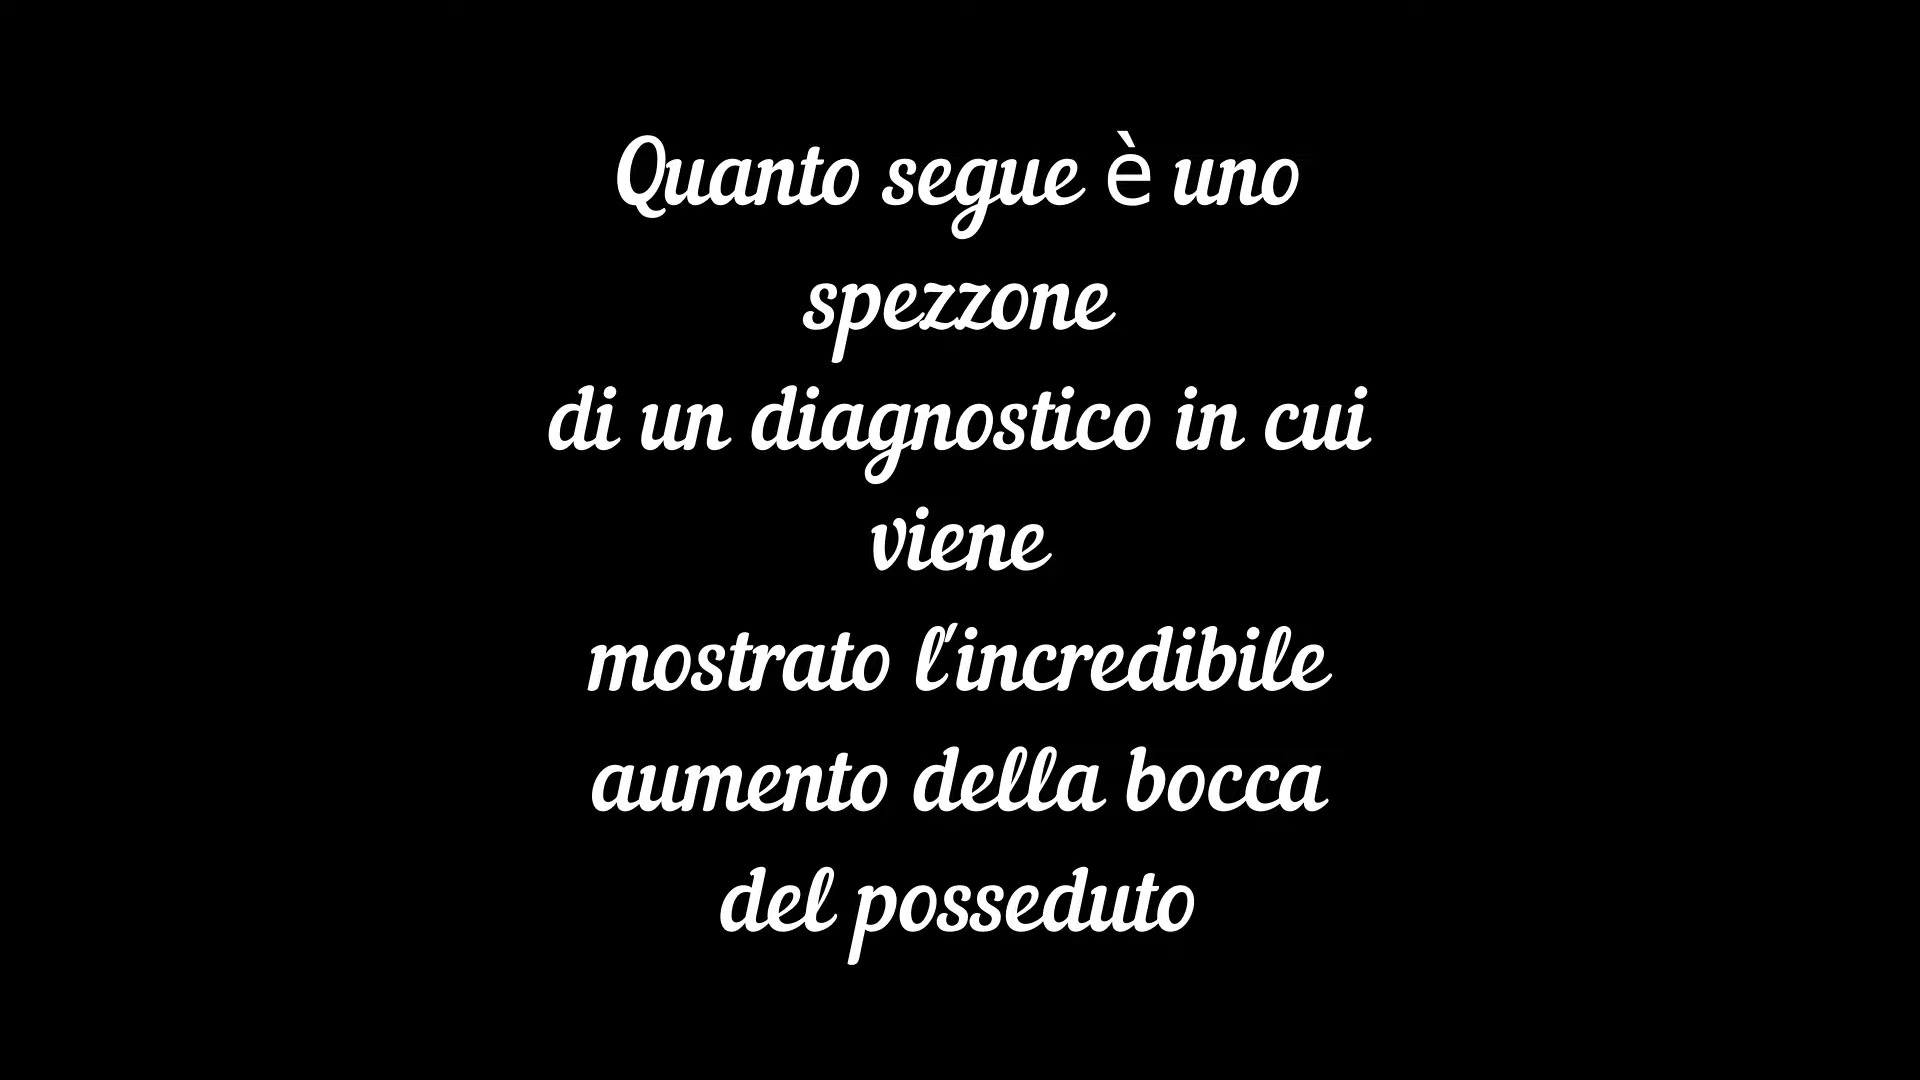 Quanto segue è uno
spezzone
di un diagnostico in cui
viene
mostrato l'incredibile
aumento della bocca
del posseduto